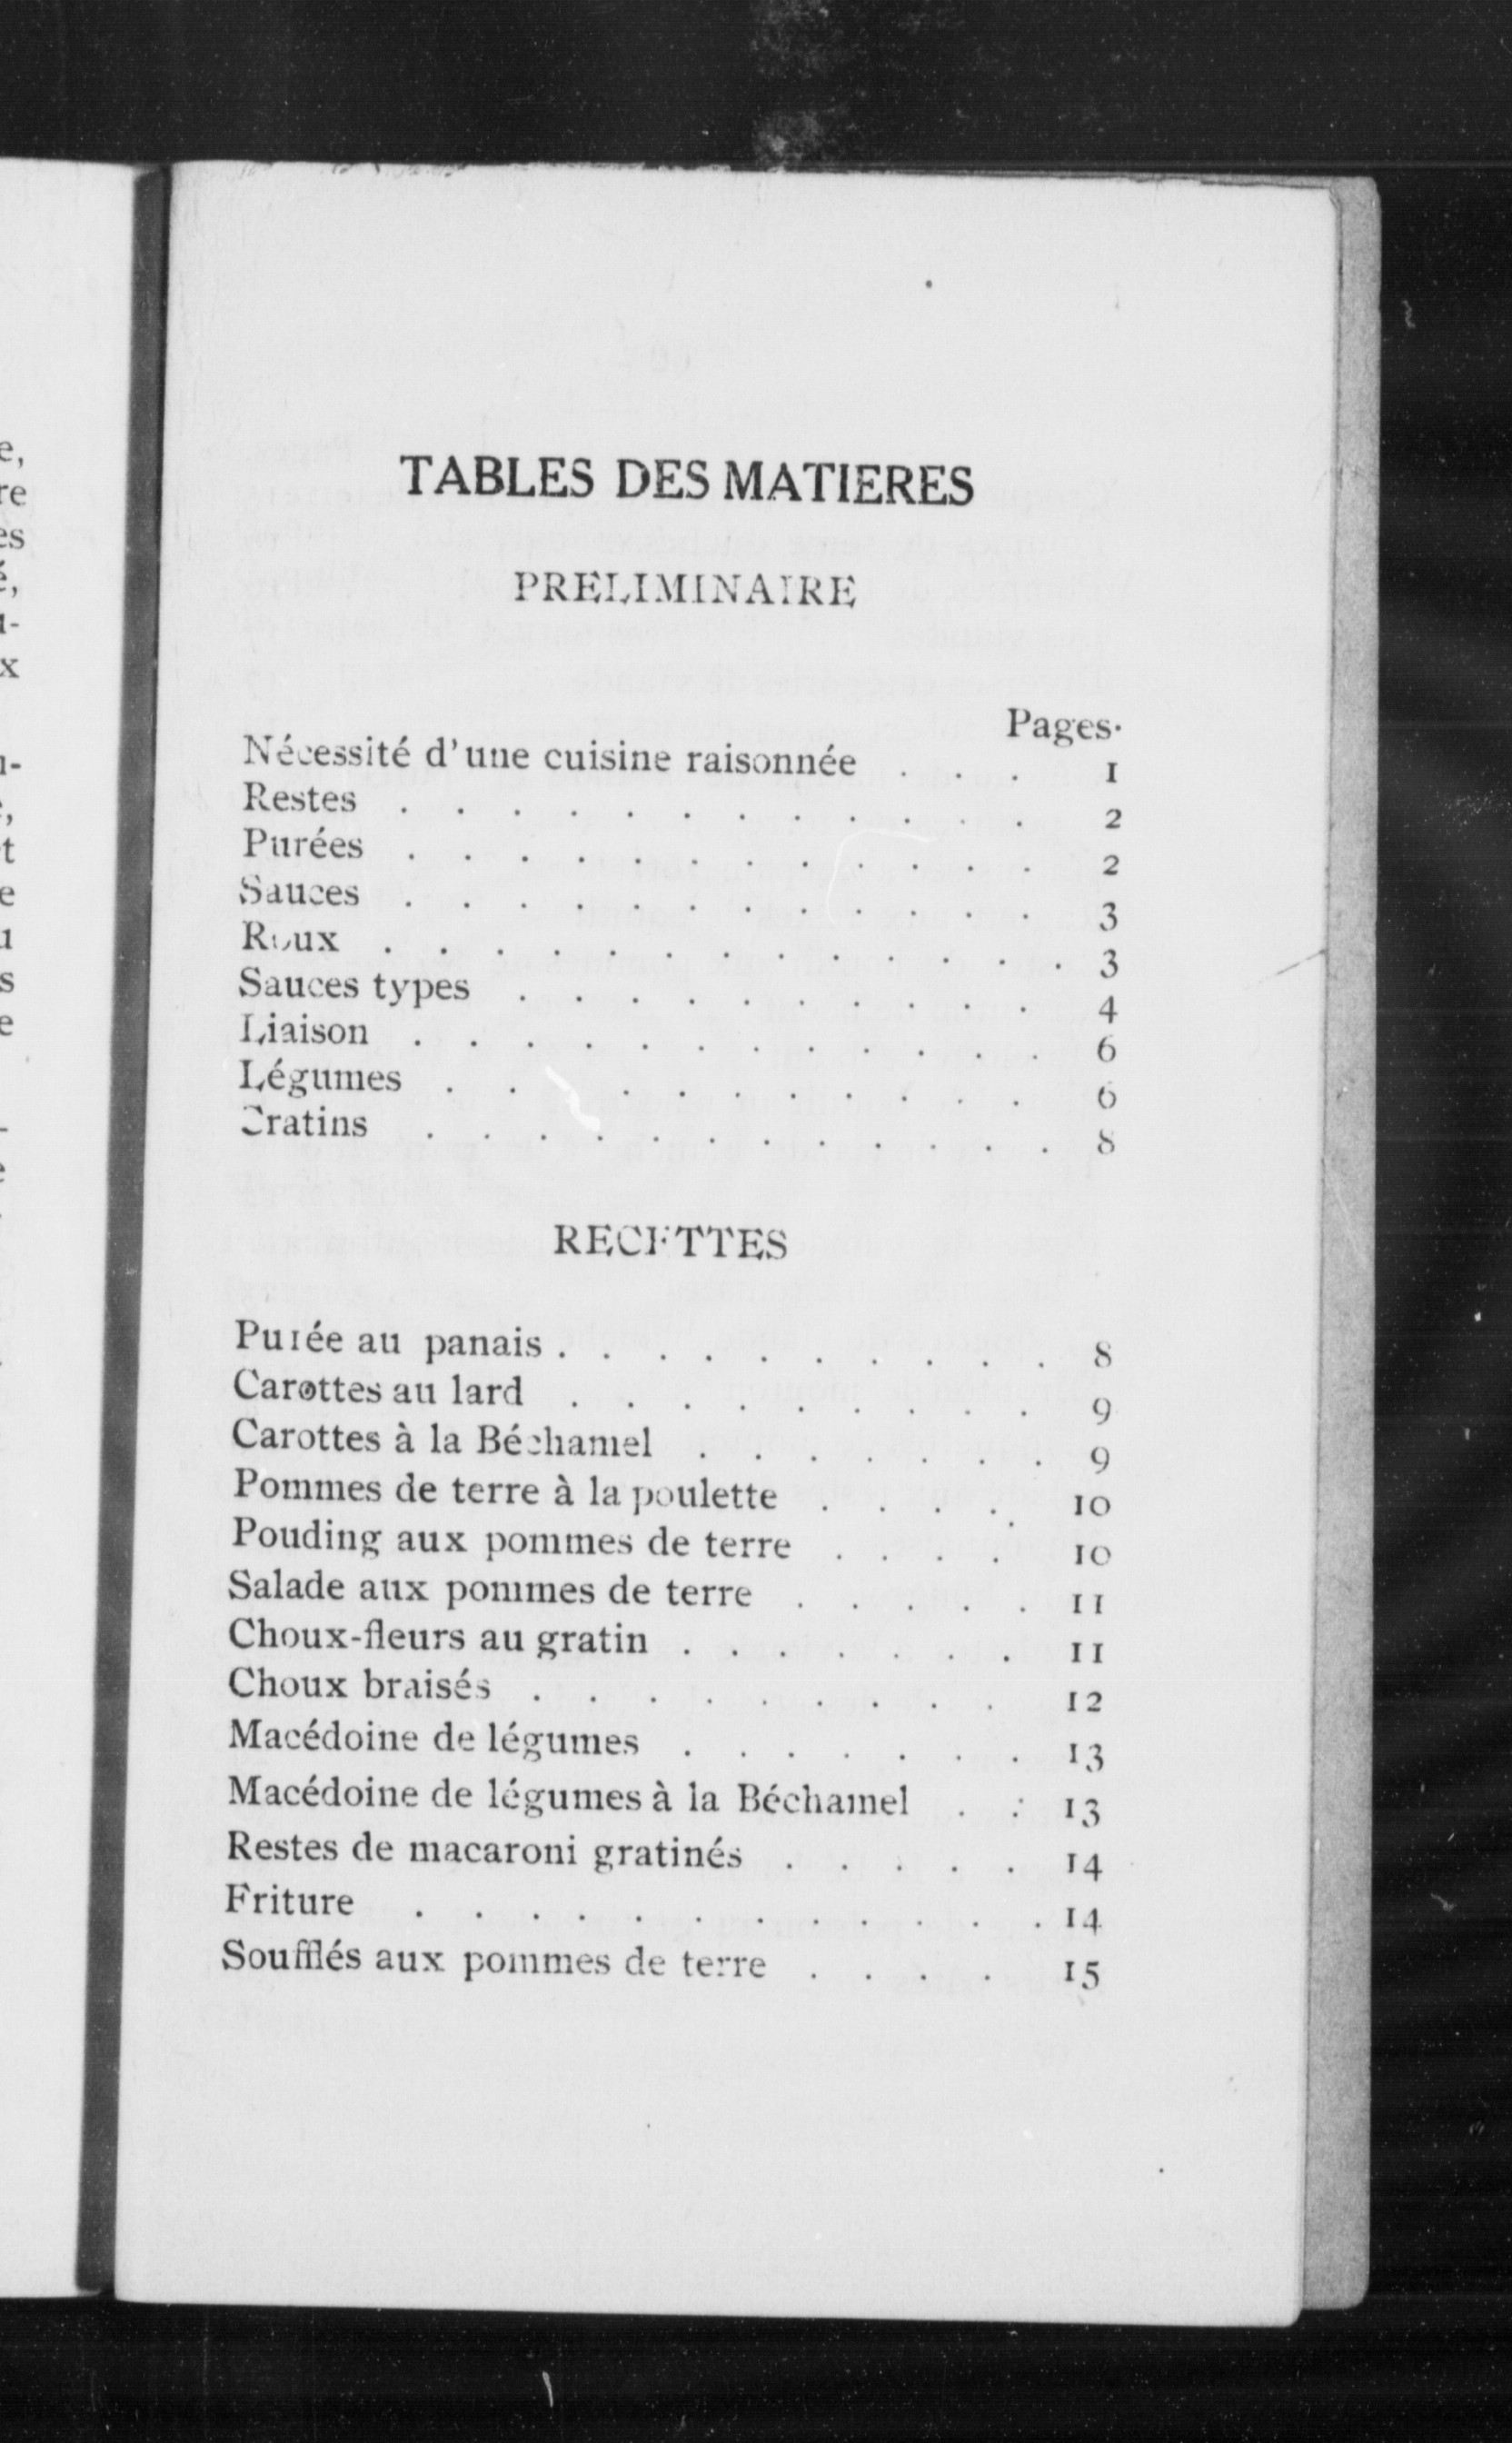 TABLES DES MATIERES
PRELIMINAIRE
Pages.
Nécessité d'une cuisine raisonnée . . . 1
Restes . . . . . . . . . . . . 2
Purées . . . . . . . . . . . . 2
Sauces . . . . . . . . . . . . 3
Roux . . . . . . . . . . . . . 3
Sauces types . . . . . . . . . . 4
Liaison . . . . . . . . . . . . 6
Légumes . . . . . . . . . . 6
Gratins . . . . . . . . . . . . 8
RECETTES
Purée au panais . . . . . . . . . . 8
Carottes au lard . . . . . . . . . 9
Carottes à la Béchamel . . . . . . . 9
Pommes de terre à la poulette . . . . 10
Pouding aux pommes de terre . . . . 10
Salade aux pommes de terre . . . . . 11
Choux-fleurs au gratin . . . . . . . 11
Choux braisés . . . . . . . . . 12
Macédoine de légumes . . . . . . . 13
Macédoine de légumes à la Béchamel . : 13
Restes de macaroni gratinés . . . . . 14
Friture . . . . . . . . . . . . 14
Soufflés aux pommes de terre . . . . 15